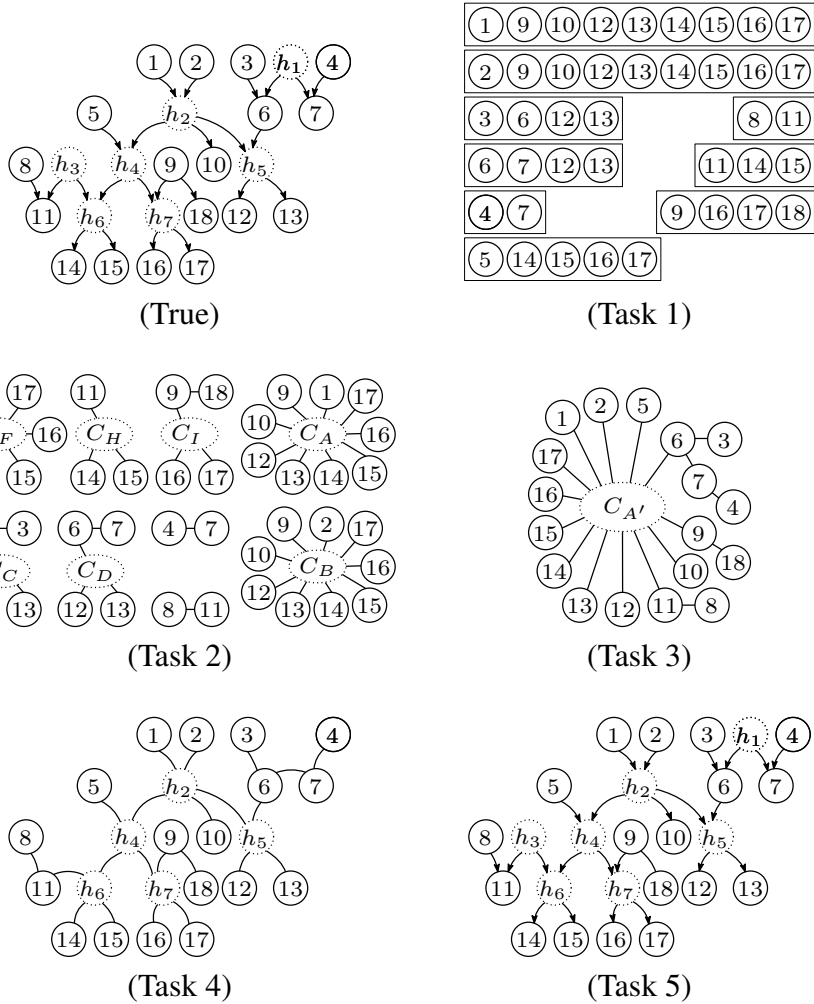 1 2 3 h1 4
5 h2 6 7
8 h3 h4 9 10 h5
11 h6 h7 18 12 13
14 15 16 17
(True)
1 9 10 12 13 14 15 16 17
2 9 10 12 13 14 15 16 17
3 6 12 13 8 11
6 7 12 13 11 14 15
4 7 9 16 17 18
5 14 15 16 17
(Task 1)
17 11 9 18 9 1 17
F 16 C_H C_I 10 C_A 16
15 14 15 16 17 12 13 14 15
3 6 7 4 7 9 2 17
C C_D 10 C_B 16
13 12 13 8 11 12 13 14 15
(Task 2)
1 2 5 6 3
17 7
16 C_A' 4
15 9
14 10 18
13 12 11 8
(Task 3)
1 2 3 4
5 h2 6 7
8 h4 9 10 h5
11 h6 h7 18 12 13
14 15 16 17
(Task 4)
1 2 3 h1 4
5 h2 6 7
8 h3 h4 9 10 h5
11 h6 h7 18 12 13
14 15 16 17
(Task 5)